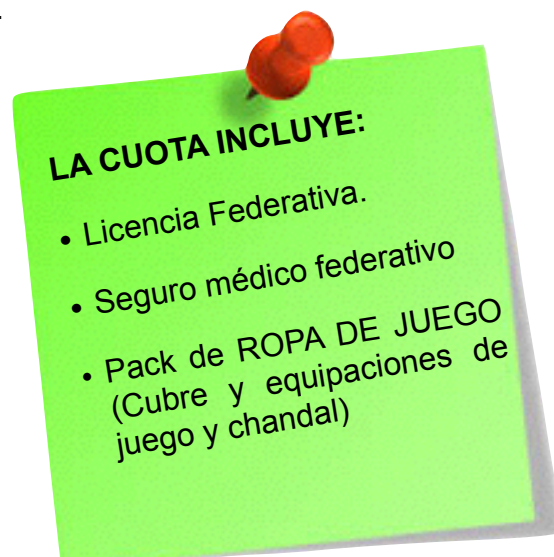 LA CUOTA INCLUYE:
• Licencia Federativa.
• Seguro médico federativo
• Pack de ROPA DE JUEGO
(Cubre y equipaciones de
juego y chandal)